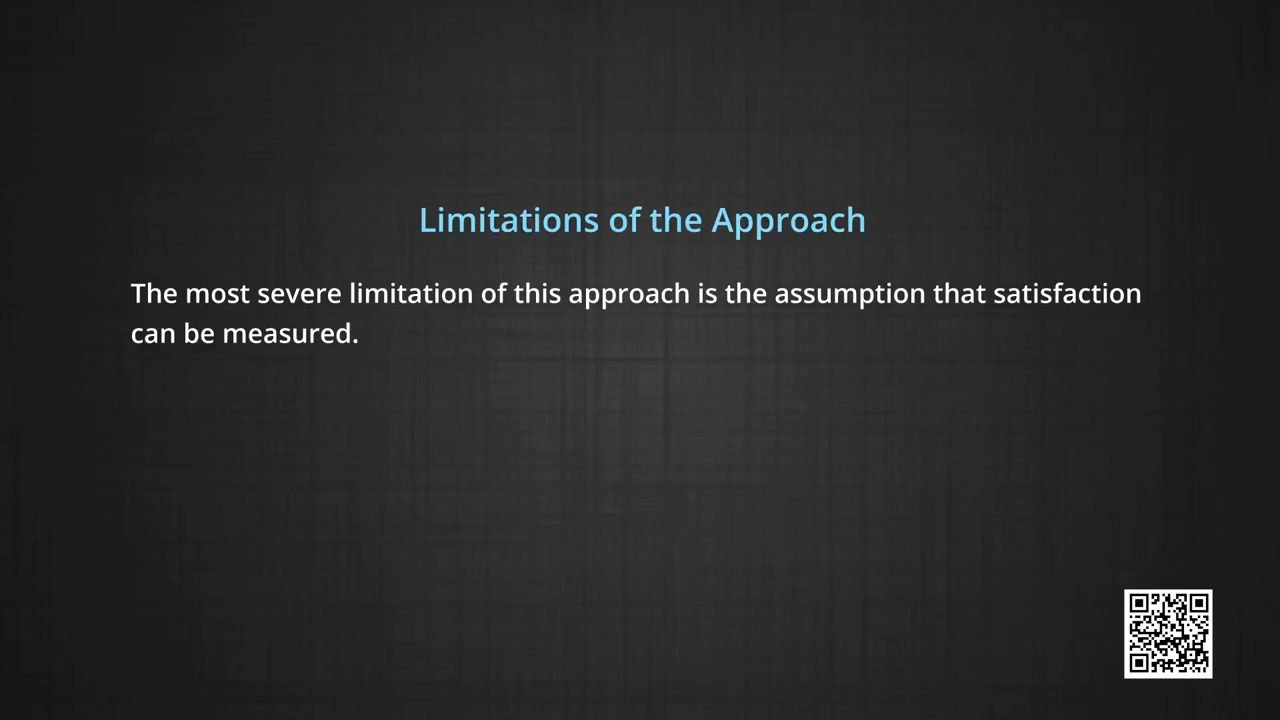 Limitations of the Approach
The most severe limitation of this approach is the assumption that satisfaction
can be measured.